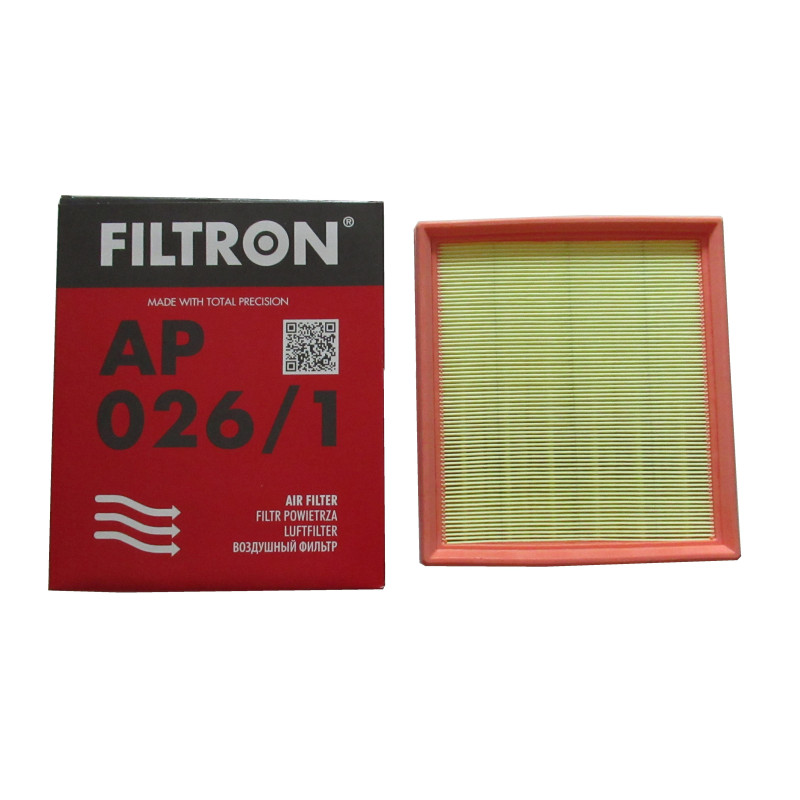 FILTRON®
MADE WITH TOTAL PRECISION
AP
026/1
AIR FILTER
FILTR POWIETRZA
LUFTFILTER
ВОЗДУШНЫЙ ФИЛЬТР